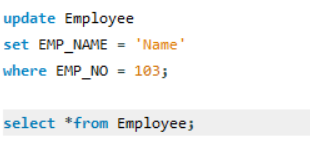 update Employee
set EMP_NAME = 'Name'
where EMP_NO = 103;
select *from Employee;